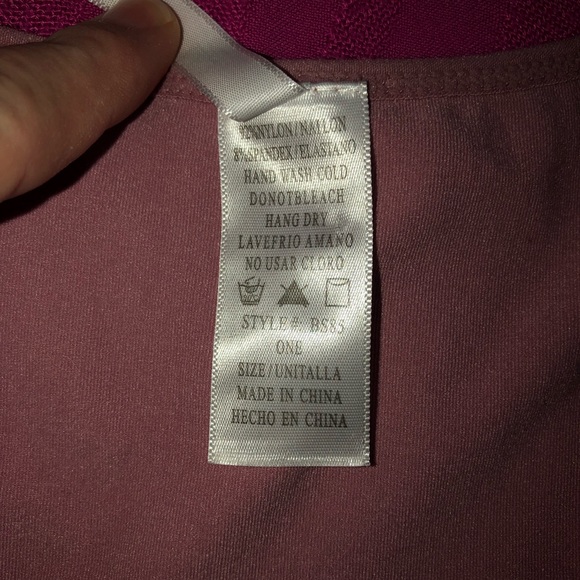 92%NYLON/NAILON
8%SPANDEX/ELASTANO
HAND WASH COLD
DONOTBLEACH
HANG DRY
LAVEFRIO AMANO
NO USAR CLORO
STYLE#: BS85
ONE
SIZE/UNITALLA
MADE IN CHINA
HECHO EN CHINA